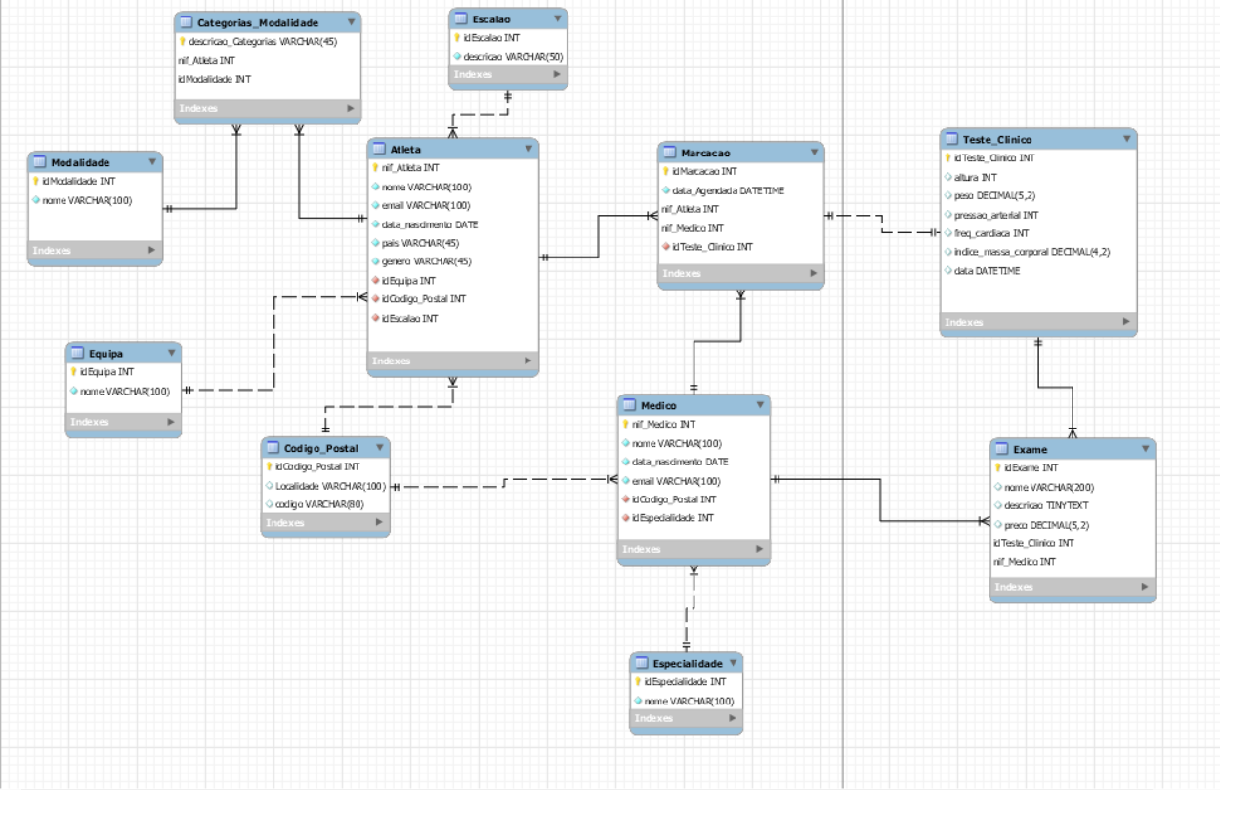 Categorias_Modalidade
descricao_Categorias VARCHAR(45)
nif_Atleta INT
idModalidade INT
Indexes
Escalao
idEscalao INT
descricao VARCHAR(50)
Indexes
Modalidade
idModalidade INT
nome VARCHAR(100)
Indexes
Atleta
nif_Atleta INT
nome VARCHAR(100)
email VARCHAR(100)
data_nascimento DATE
pais VARCHAR(45)
genero VARCHAR(45)
idEquipa INT
idCodigo_Postal INT
idEscalao INT
Indexes
Marcacao
idMarcacao INT
data_Agendada DATETIME
nif_Atleta INT
nif_Medico INT
idTeste_Clinico INT
Indexes
Teste_Clinico
idTeste_Clinico INT
altura INT
peso DECIMAL(5,2)
pressao_arterial INT
freq_cardiaca INT
indice_massa_corporal DECIMAL(4,2)
data DATETIME
Indexes
Equipa
idEquipa INT
nome VARCHAR(100)
Indexes
Codigo_Postal
idCodigo_Postal INT
Localidade VARCHAR(100)
codigo VARCHAR(80)
Indexes
Medico
nif_Medico INT
nome VARCHAR(100)
data_nascimento DATE
email VARCHAR(100)
idCodigo_Postal INT
idEspecialidade INT
Indexes
Exame
idExame INT
nome VARCHAR(200)
descricao TINYTEXT
preco DECIMAL(5,2)
idTeste_Clinico INT
nif_Medico INT
Indexes
Especialidade
idEspecialidade INT
nome VARCHAR(100)
Indexes